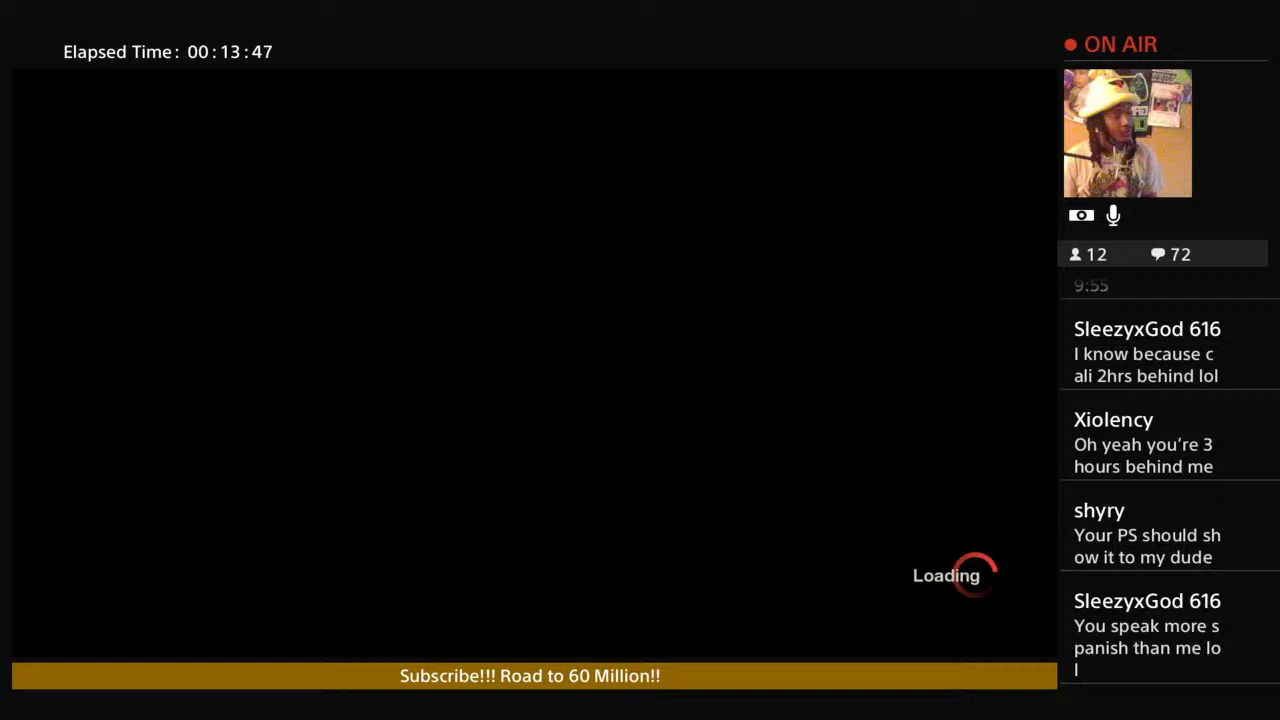 Elapsed Time: 00:13:47
ON AIR
12 72
9:55
SleezyxGod 616
I know because c
ali 2hrs behind lol
Xiolency
Oh yeah you're 3
hours behind me
shyry
Your PS should sh
ow it to my dude
SleezyxGod 616
You speak more s
panish than me lo
l
Loading
Subscribe!!! Road to 60 Million!!